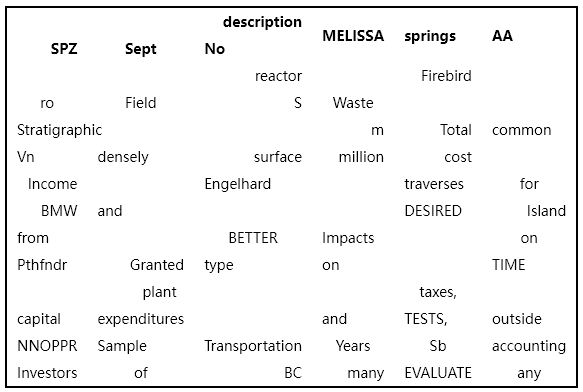 description
SPZ Sept No MELISSA springs AA
reactor Firebird
ro Field S Waste
Stratigraphic m Total common
Vn densely surface million cost
Income Engelhard traverses for
BMW and DESIRED Island
from BETTER Impacts on
Pthfndr Granted type on TIME
plant taxes,
capital expenditures and TESTS, outside
NNOPPR Sample Transportation Years Sb accounting
Investors of BC many EVALUATE any